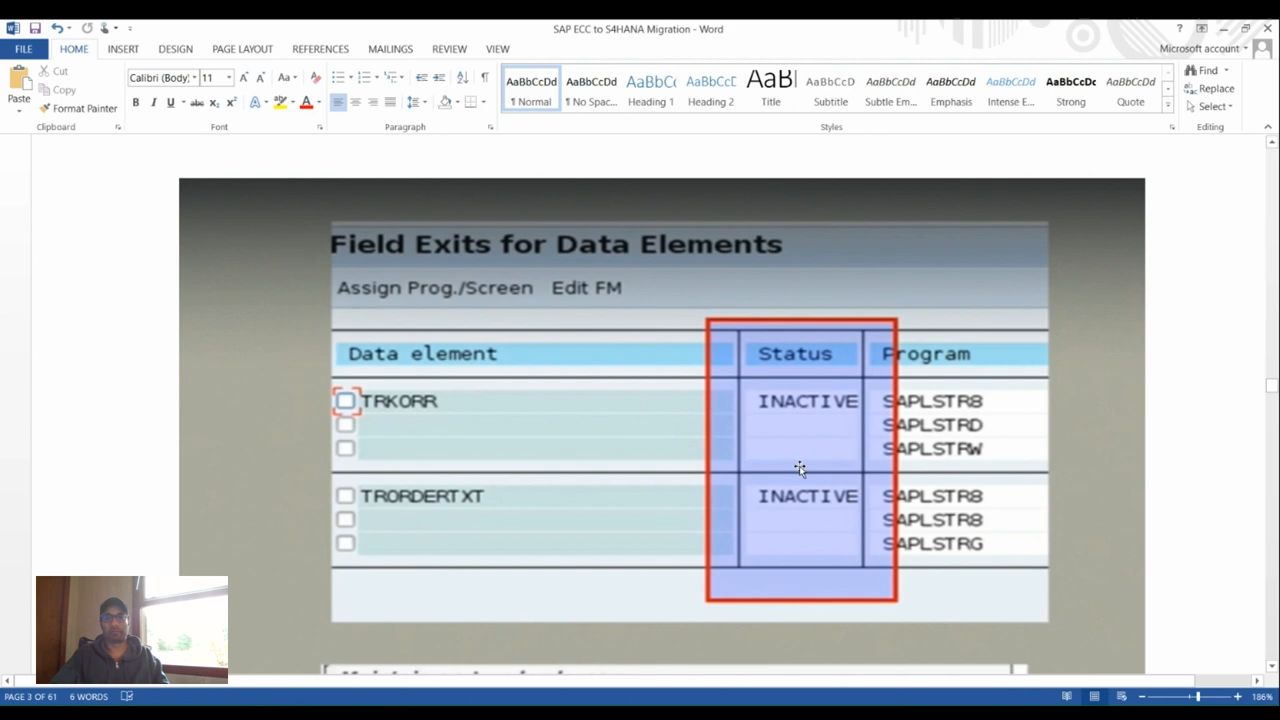 SAP ECC to S4HANA Migration - Word
FILE HOME INSERT DESIGN PAGE LAYOUT REFERENCES MAILINGS REVIEW VIEW Microsoft account
Cut
Copy
Paste Format Painter
Calibri (Body) 11
AaBbCcDd AaBbCcDd AaBbC AaBbCc AaB AaBbCcD AaBbCcDd AaBbCcDd AaBbCcDd AaBbCcDd AaBbCcDd
¶ Normal ¶ No Spac... Heading 1 Heading 2 Title Subtitle Subtle Em... Emphasis Intense E... Strong Quote
Find
Replace
Select
Clipboard Font Paragraph Styles Editing
Field Exits for Data Elements
Assign Prog./Screen Edit FM
Data element Status Program
TRKORR INACTIVE SAPLSTR8
SAPLSTRD
SAPLSTRW
TRORDERTXT INACTIVE SAPLSTR8
SAPLSTR8
SAPLSTRG
PAGE 3 OF 61 6 WORDS 186%